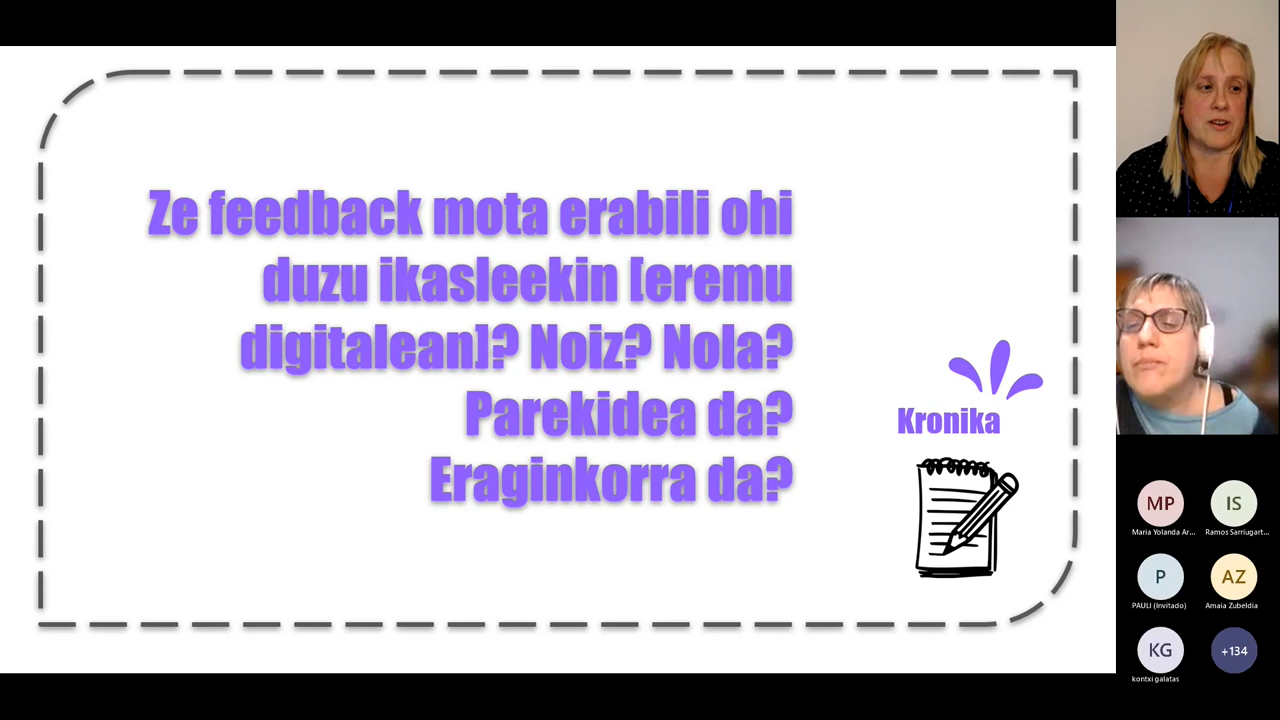 Ze feedback mota erabili ohi
duzu ikasleekin [eremu
digitalean]? Noiz? Nola?
Parekidea da?
Eraginkorra da?
Kronika
MP
IS
Maria Yolanda Ar...
Ramos Sarriugart...
P
AZ
PAULI (Invitado)
Amaia Zubeldia
KG
+134
kontxi galatas